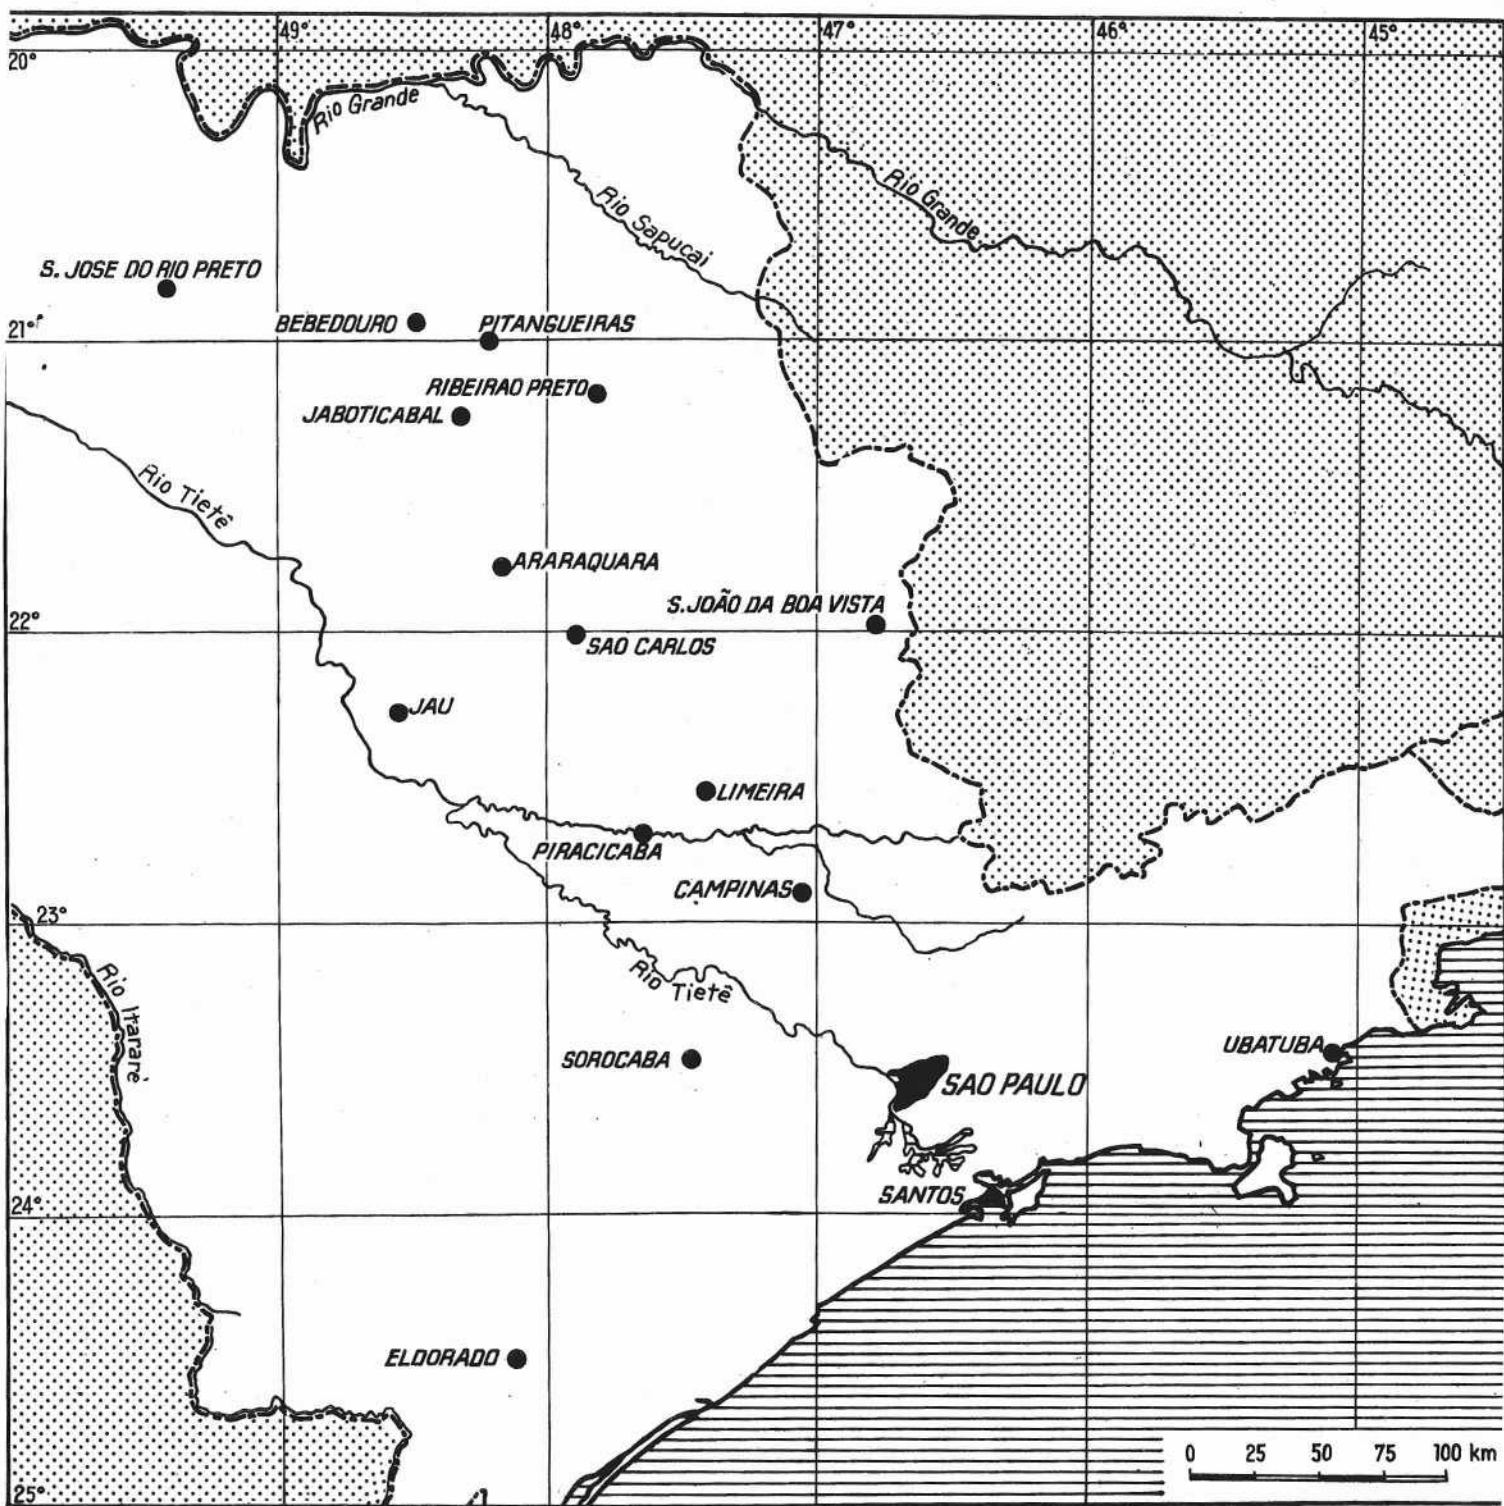 49°
48°
47°
46°
45°
20°
Rio Grande
Rio Grande
Rio Sapucai
S. JOSE DO RIO PRETO
BEBEDOURO
PITANGUEIRAS
21°
RIBEIRAO PRETO
JABOTICABAL
Rio Tietê
ARARAQUARA
S. JOÃO DA BOA VISTA
22°
SAO CARLOS
JAU
LIMEIRA
PIRACICABA
CAMPINAS
23°
Rio Itararé
Rio Tietê
UBATUBA
SOROCABA
SAO PAULO
SANTOS
24°
ELDORADO
0 25 50 75 100 km
25°